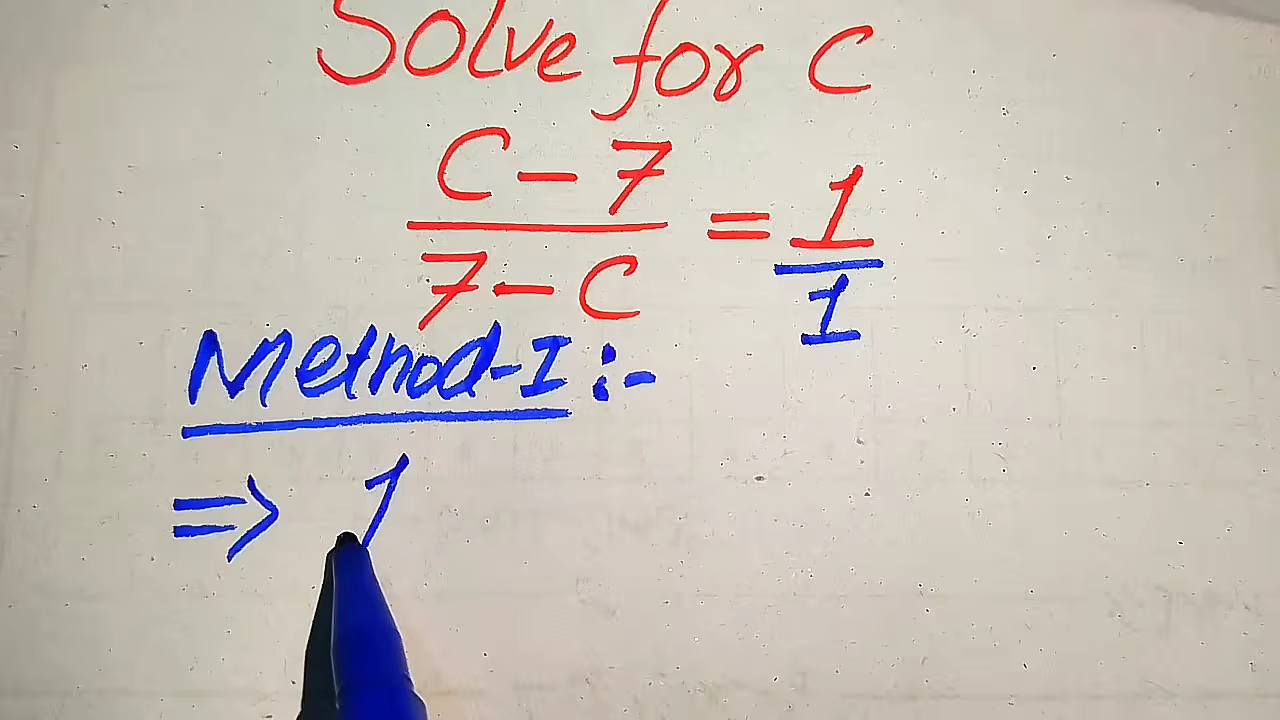 Solve for C
C - 7 / 7 - C = 1 / 1
Method-I :-
=> 1